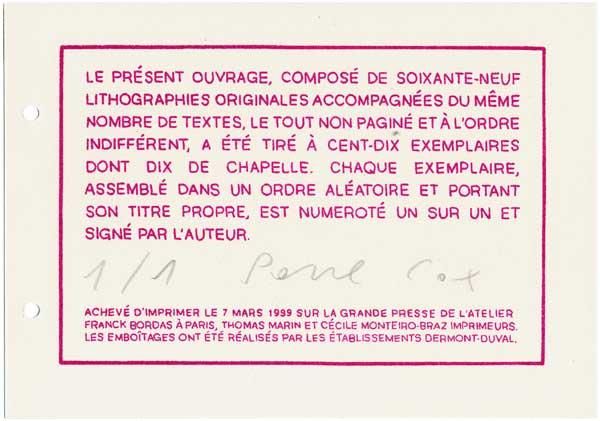 LE PRÉSENT OUVRAGE, COMPOSÉ DE SOIXANTE-NEUF
LITHOGRAPHIES ORIGINALES ACCOMPAGNÉES DU MÊME
NOMBRE DE TEXTES, LE TOUT NON PAGINÉ ET À L'ORDRE
INDIFFÉRENT, A ÉTÉ TIRÉ À CENT-DIX EXEMPLAIRES
DONT DIX DE CHAPELLE. CHAQUE EXEMPLAIRE,
ASSEMBLÉ DANS UN ORDRE ALÉATOIRE ET PORTANT
SON TITRE PROPRE, EST NUMEROTÉ UN SUR UN ET
SIGNÉ PAR L'AUTEUR.
1/1 Cox
ACHEVÉ D'IMPRIMER LE 7 MARS 1999 SUR LA GRANDE PRESSE DE L'ATELIER
FRANCK BORDAS À PARIS, THOMAS MARIN ET CÉCILE MONTEIRO-BRAZ IMPRIMEURS.
LES EMBOÎTAGES ONT ÉTÉ RÉALISÉS PAR LES ÉTABLISSEMENTS DERMONT-DUVAL.